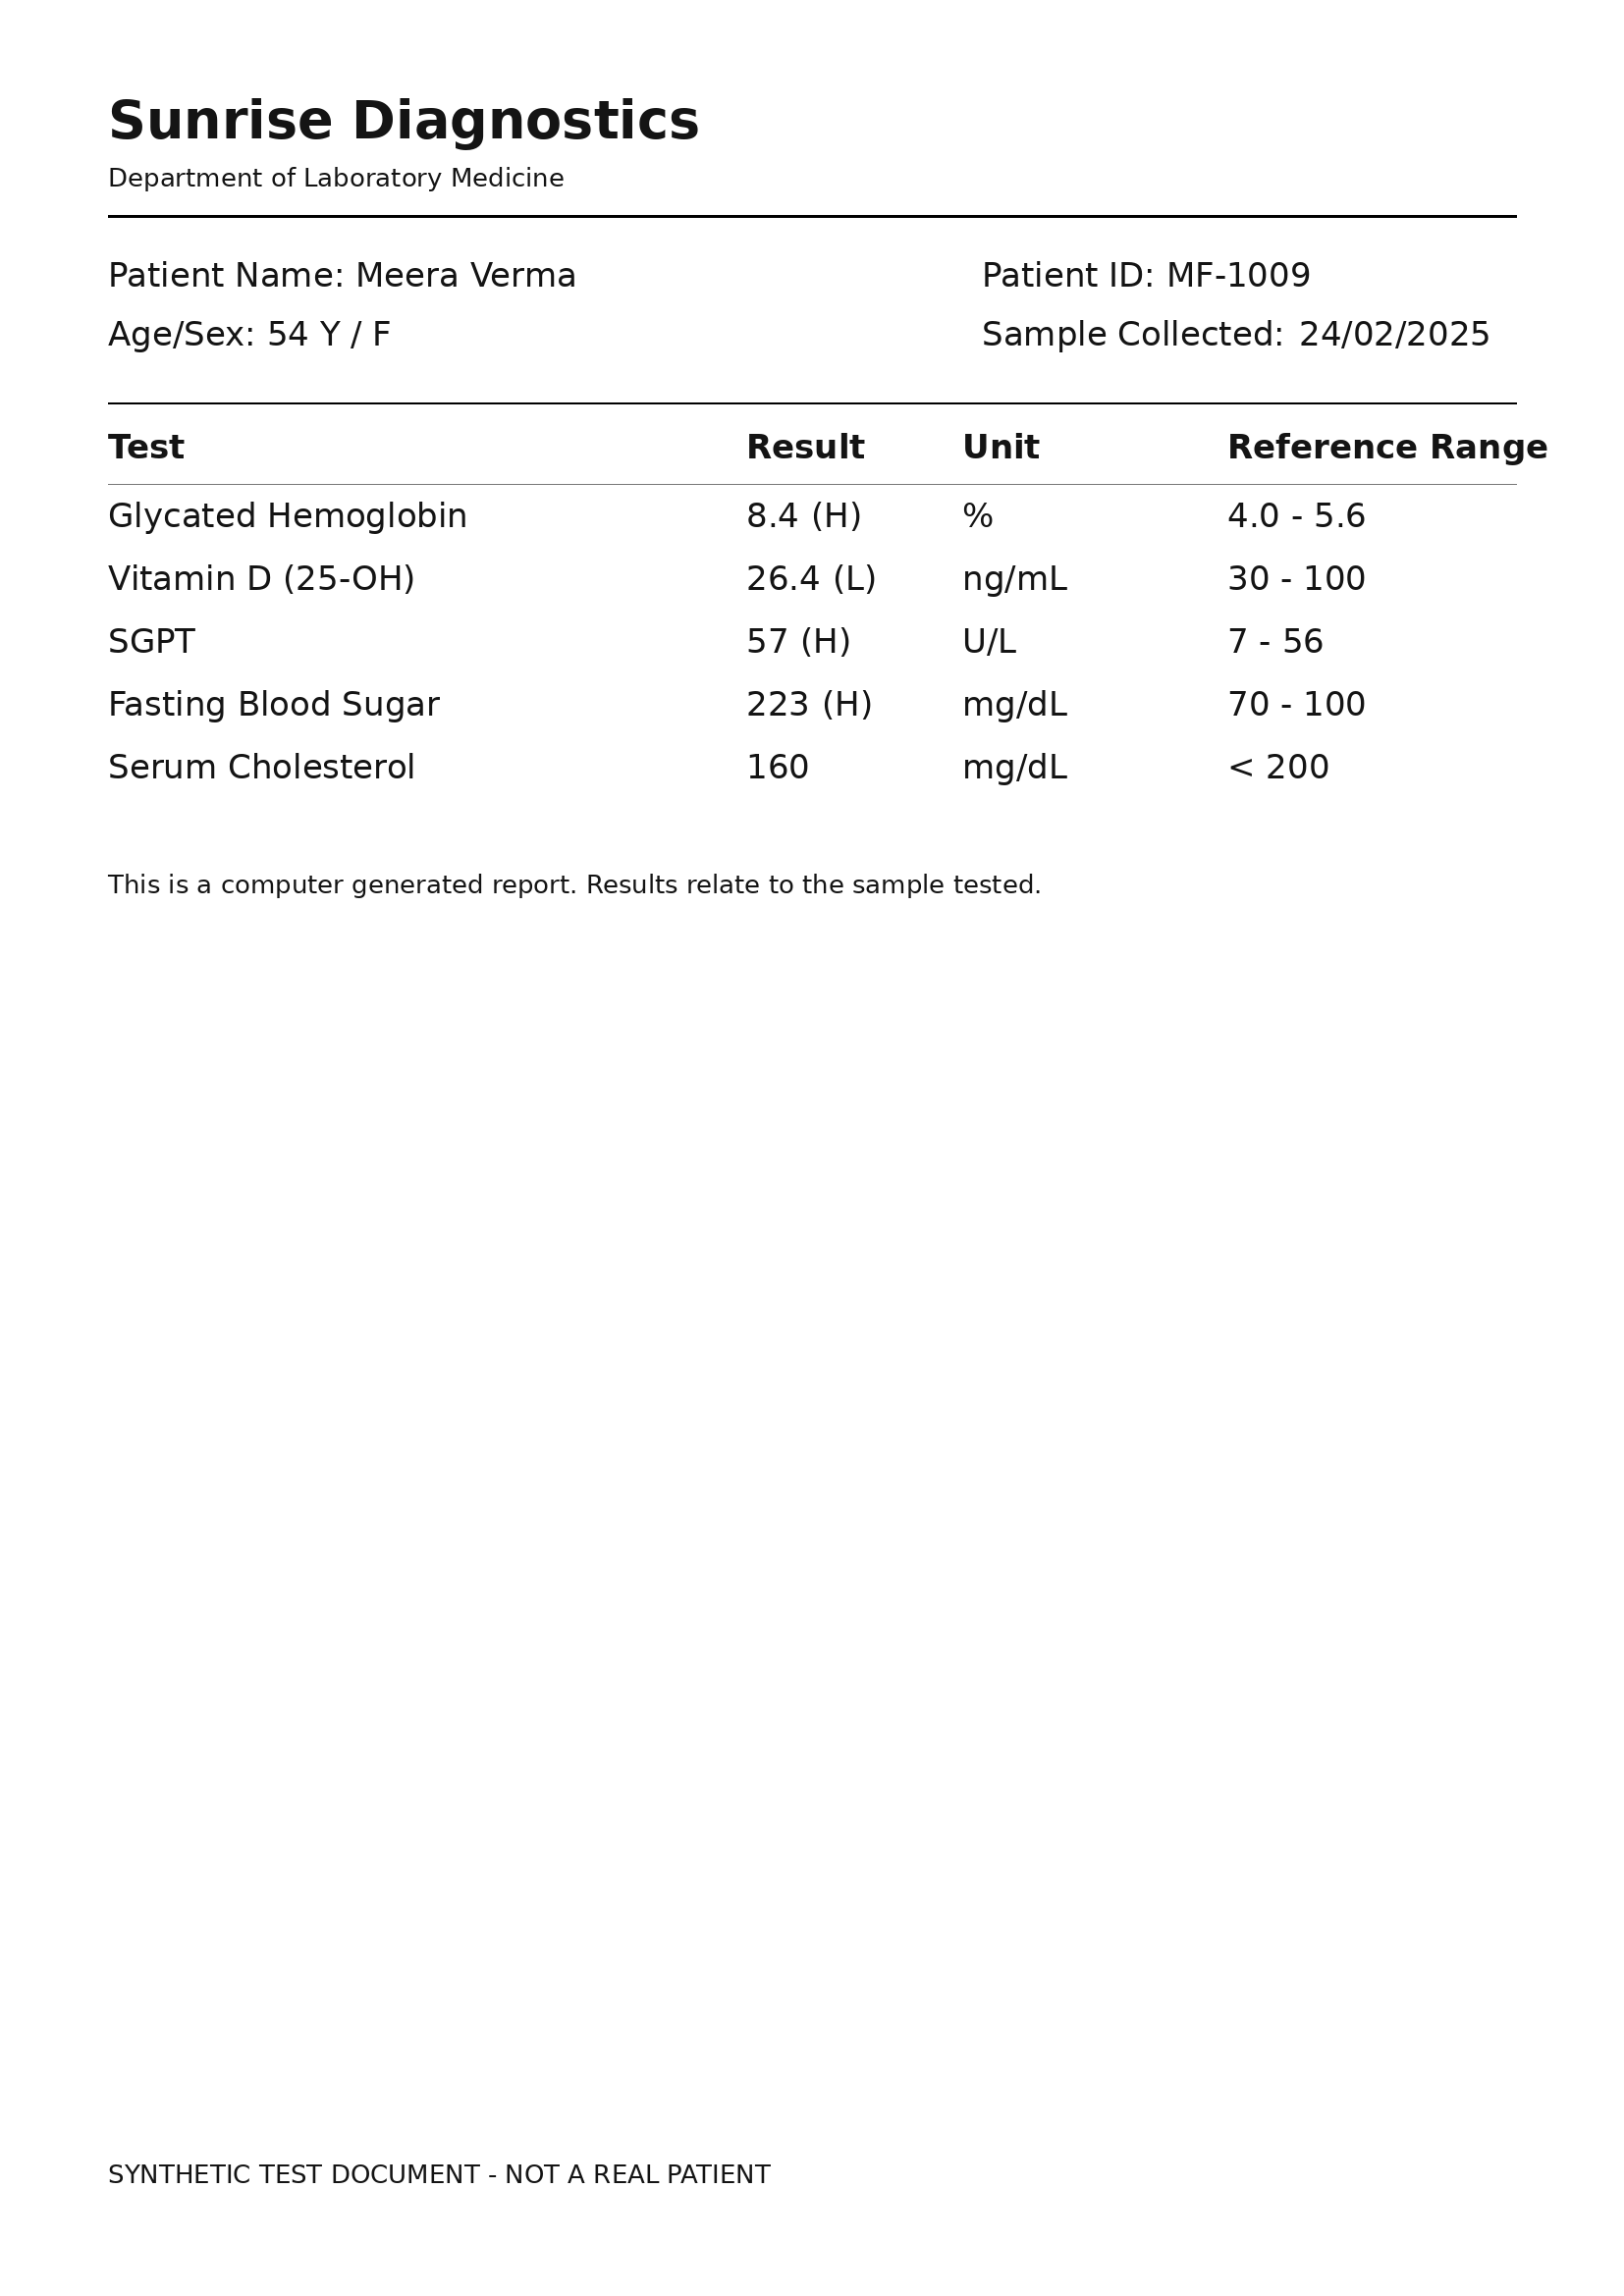 Sunrise Diagnostics
Department of Laboratory Medicine
Patient Name: Meera Verma Patient ID: MF-1009
Age/Sex: 54 Y / F Sample Collected: 24/02/2025
Test Result Unit Reference Range
Glycated Hemoglobin 8.4 (H) % 4.0 - 5.6
Vitamin D (25-OH) 26.4 (L) ng/mL 30 - 100
SGPT 57 (H) U/L 7 - 56
Fasting Blood Sugar 223 (H) mg/dL 70 - 100
Serum Cholesterol 160 mg/dL < 200
This is a computer generated report. Results relate to the sample tested.
SYNTHETIC TEST DOCUMENT - NOT A REAL PATIENT